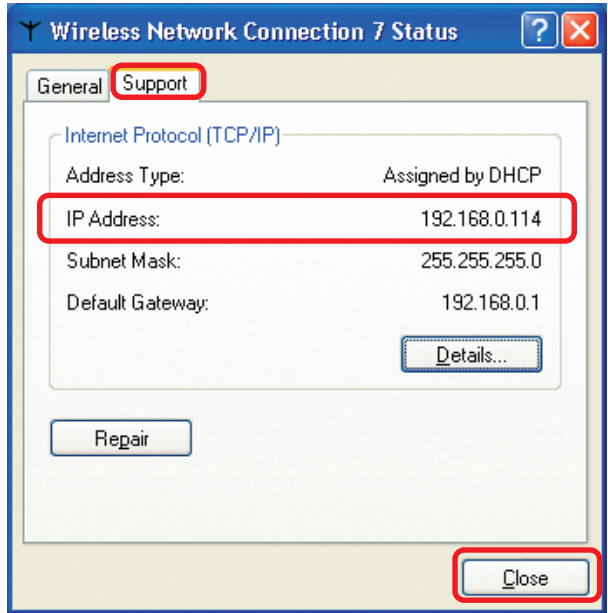 Wireless Network Connection 7 Status
General Support
Internet Protocol (TCP/IP)
Address Type: Assigned by DHCP
IP Address: 192.168.0.114
Subnet Mask: 255.255.255.0
Default Gateway: 192.168.0.1
Details...
Repair
Close